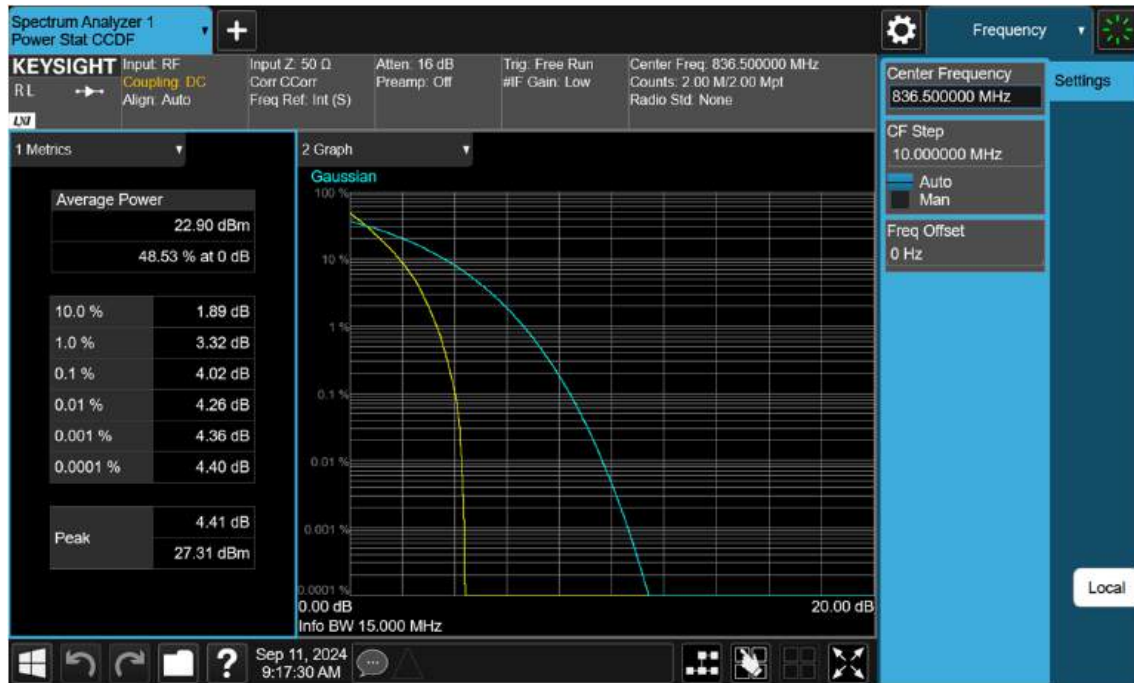 Spectrum Analyzer 1
Power Stat CCDF
+
Frequency
KEYSIGHT
RL
LXI
Input: RF
Coupling: DC
Align: Auto
Input Z: 50 Ω
Corr CCorr
Freq Ref: Int (S)
Atten: 16 dB
Preamp: Off
Trig: Free Run
#IF Gain: Low
Center Freq: 836.500000 MHz
Counts: 2.00 M/2.00 Mpt
Radio Std: None
Center Frequency
836.500000 MHz
Settings
CF Step
10.000000 MHz
Auto
Man
Freq Offset
0 Hz
Local
1 Metrics
Average Power
22.90 dBm
48.53 % at 0 dB
10.0 % 1.89 dB
1.0 % 3.32 dB
0.1 % 4.02 dB
0.01 % 4.26 dB
0.001 % 4.36 dB
0.0001 % 4.40 dB
Peak
4.41 dB
27.31 dBm
2 Graph
Gaussian
100 %
10 %
1 %
0.1 %
0.01 %
0.001 %
0.0001 %
0.00 dB 20.00 dB
Info BW 15.000 MHz
?
Sep 11, 2024
9:17:30 AM